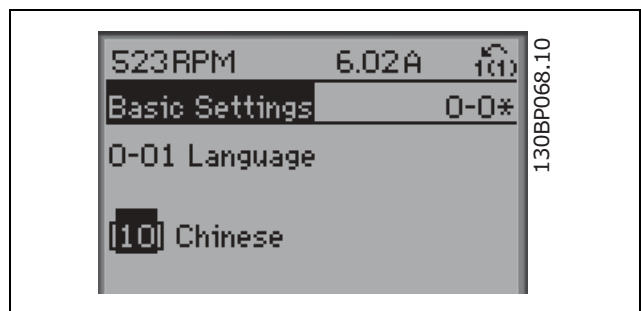 523RPM 6.02A 1(1)
Basic Settings 0-0*
0-01 Language
[10] Chinese
130BP068.10